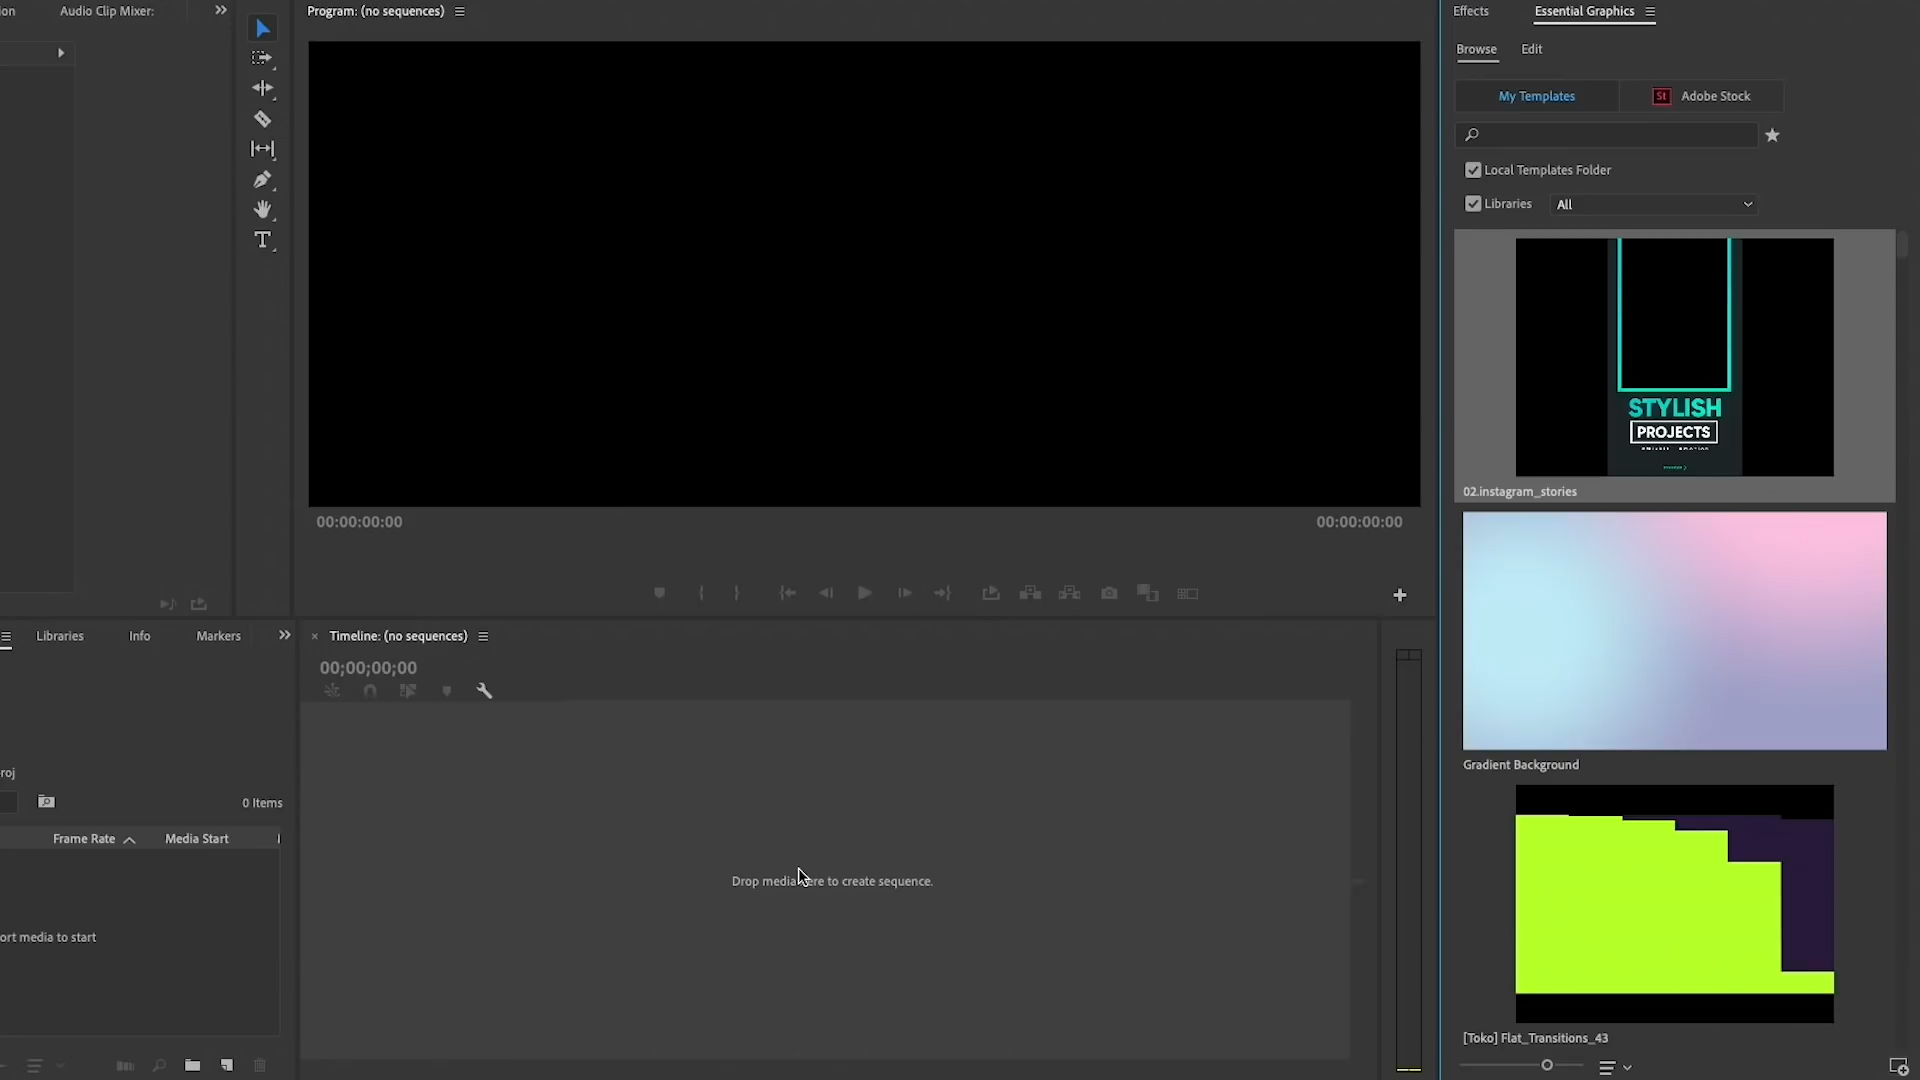 ion
Audio Clip Mixer:
Program: (no sequences)
Effects
Essential Graphics
Browse
Edit
My Templates
St Adobe Stock
Local Templates Folder
Libraries
All
STYLISH
PROJECTS
02.instagram_stories
00:00:00:00
00:00:00:00
Gradient Background
Libraries
Info
Markers
Timeline: (no sequences)
00;00;00;00
roj
0 Items
Frame Rate
Media Start
Drop media here to create sequence.
ort media to start
[Toko] Flat_Transitions_43